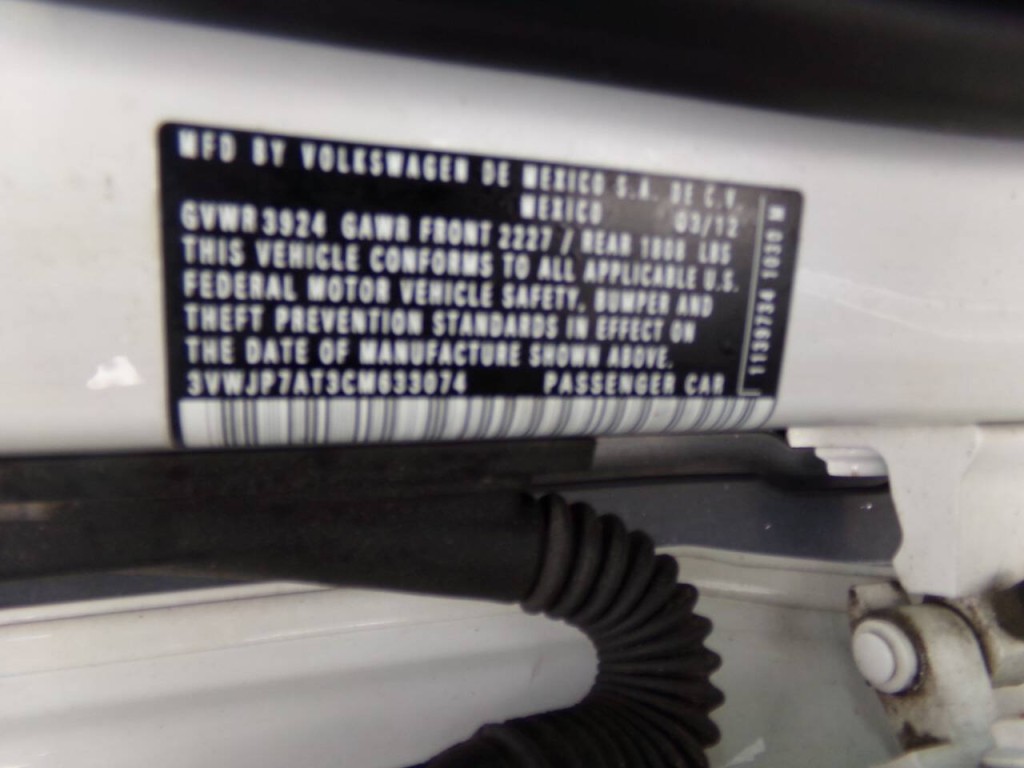 MFD BY VOLKSWAGEN DE MEXICO S.A. DE C.V.
MEXICO 03/12
GVWR 3924 GAWR FRONT 2227 / REAR 1808 LBS
THIS VEHICLE CONFORMS TO ALL APPLICABLE U.S.
FEDERAL MOTOR VEHICLE SAFETY, BUMPER AND
THEFT PREVENTION STANDARDS IN EFFECT ON
THE DATE OF MANUFACTURE SHOWN ABOVE.
3VWJP7AT3CM633074 PASSENGER CAR
1139734 1030 M